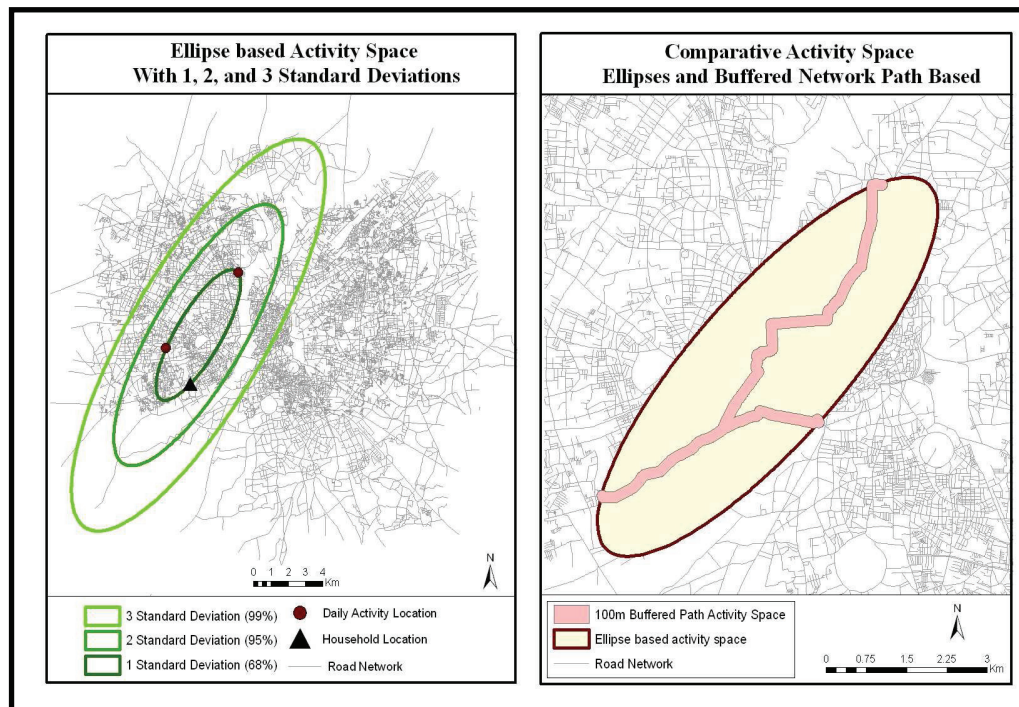 Ellipse based Activity Space
With 1, 2, and 3 Standard Deviations
N
0 1 2 3 4
Km
3 Standard Deviation (99%)
2 Standard Deviation (95%)
1 Standard Deviation (68%)
Daily Activity Location
Household Location
Road Network
Comparative Activity Space
Ellipses and Buffered Network Path Based
100m Buffered Path Activity Space
Ellipse based activity space
Road Network
N
0 0.75 1.5 2.25 3
Km